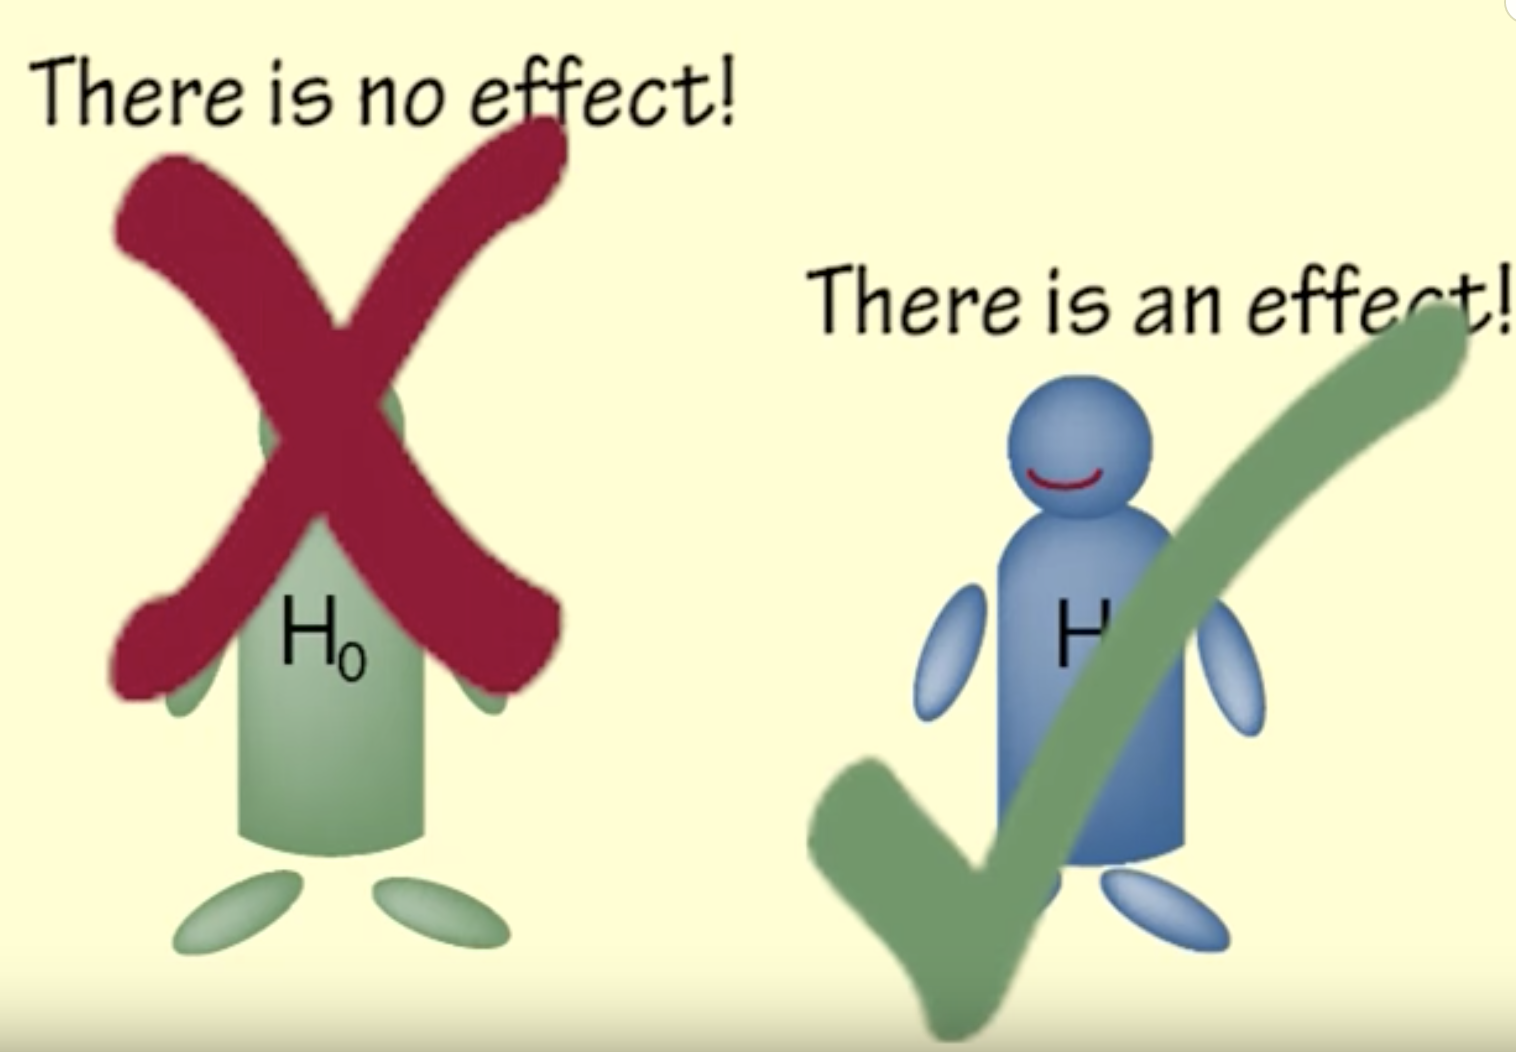 There is no effect!
There is an effect!
H₀
H